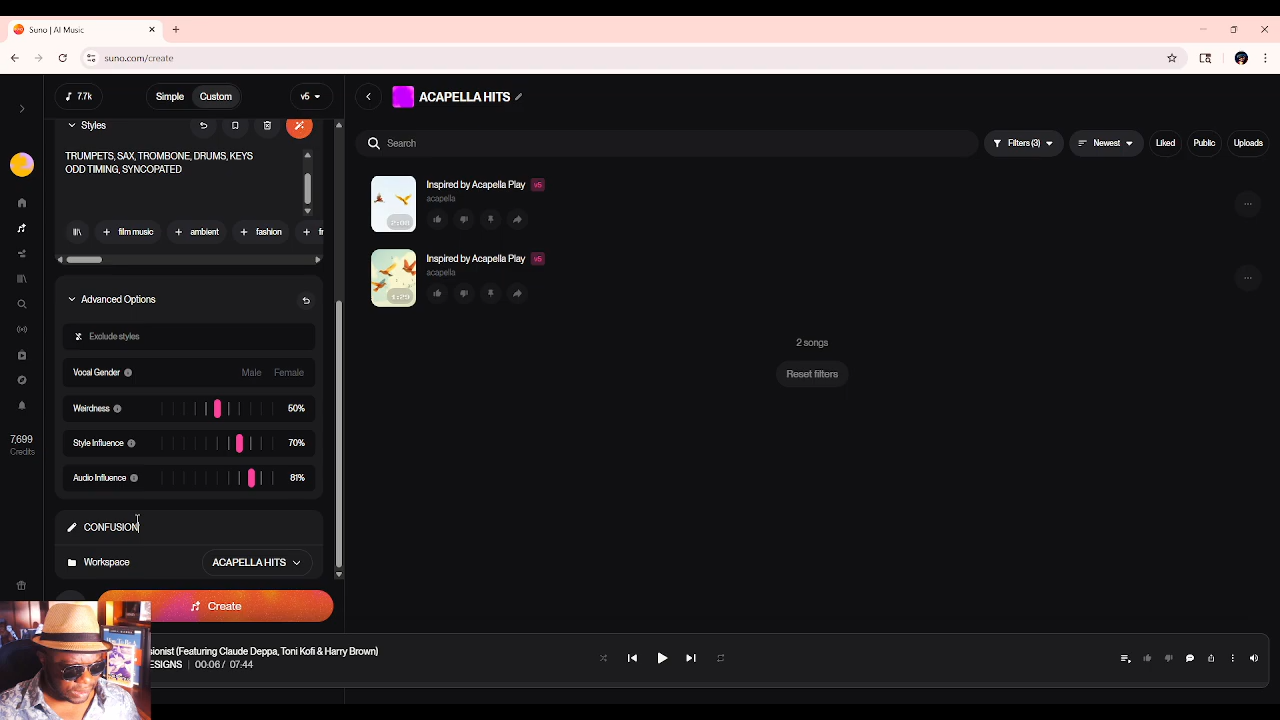 Suno | AI Music
suno.com/create
7.7k
Simple
Custom
v5
ACAPELLA HITS
Styles
Search
Filters (3)
Newest
Liked
Public
Uploads
TRUMPETS, SAX, TROMBONE, DRUMS, KEYS
ODD TIMING, SYNCOPATED
film music
ambient
fashion
fr
Advanced Options
Exclude styles
Vocal Gender
Male
Female
Weirdness
50%
Style Influence
70%
Audio Influence
81%
7,699
Credits
CONFUSION
Workspace
ACAPELLA HITS
Create
Inspired by Acapella Play
v5
acapella
Inspired by Acapella Play
v5
acapella
2 songs
Reset filters
ionist (Featuring Claude Deppa, Toni Kofi & Harry Brown)
ESIGNS
00:06 / 07:44